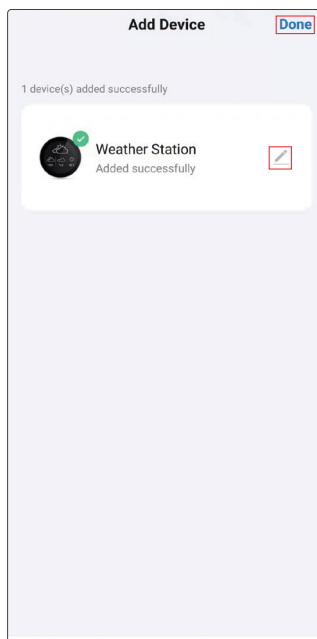 Add Device
Done
1 device(s) added successfully
Weather Station
Added successfully